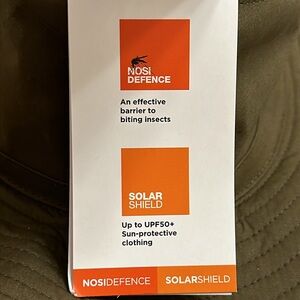 NOSI
DEFENCE
An effective
barrier to
biting insects
SOLAR
SHIELD
Up to UPF50+
Sun-protective
clothing
NOSIDEFENCE SOLARSHIELD